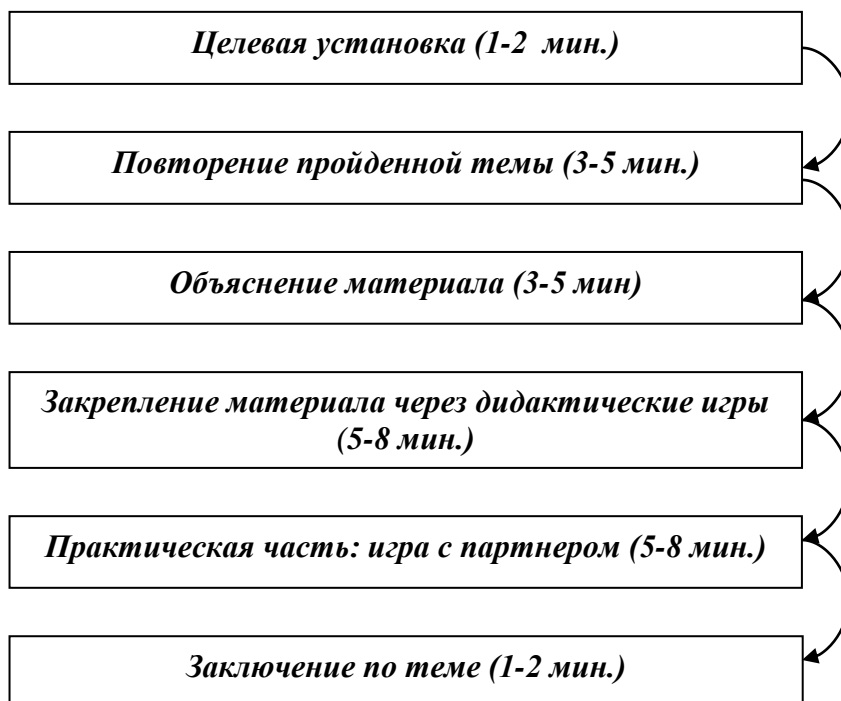 Целевая установка (1-2 мин.)
Повторение пройденной темы (3-5 мин.)
Объяснение материала (3-5 мин)
Закрепление материала через дидактические игры
(5-8 мин.)
Практическая часть: игра с партнером (5-8 мин.)
Заключение по теме (1-2 мин.)